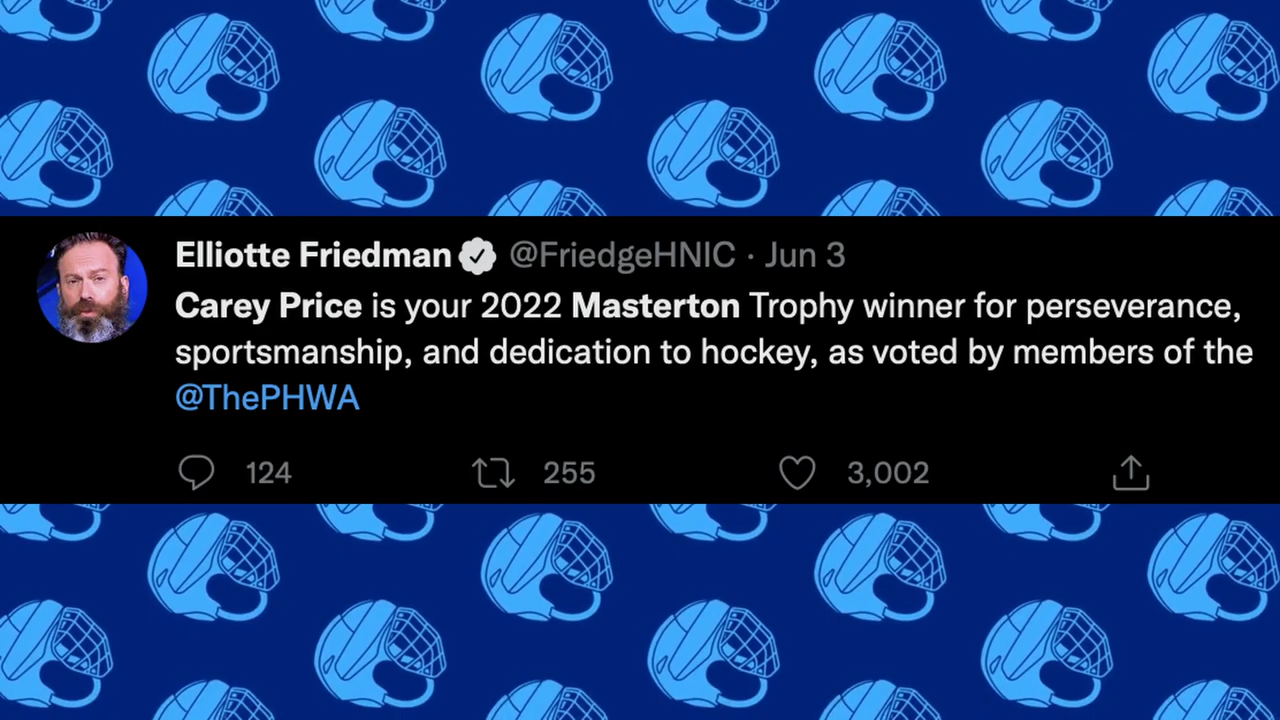 Elliotte Friedman @FriedgeHNIC · Jun 3
Carey Price is your 2022 Masterton Trophy winner for perseverance,
sportsmanship, and dedication to hockey, as voted by members of the
@ThePHWA
124 255 3,002